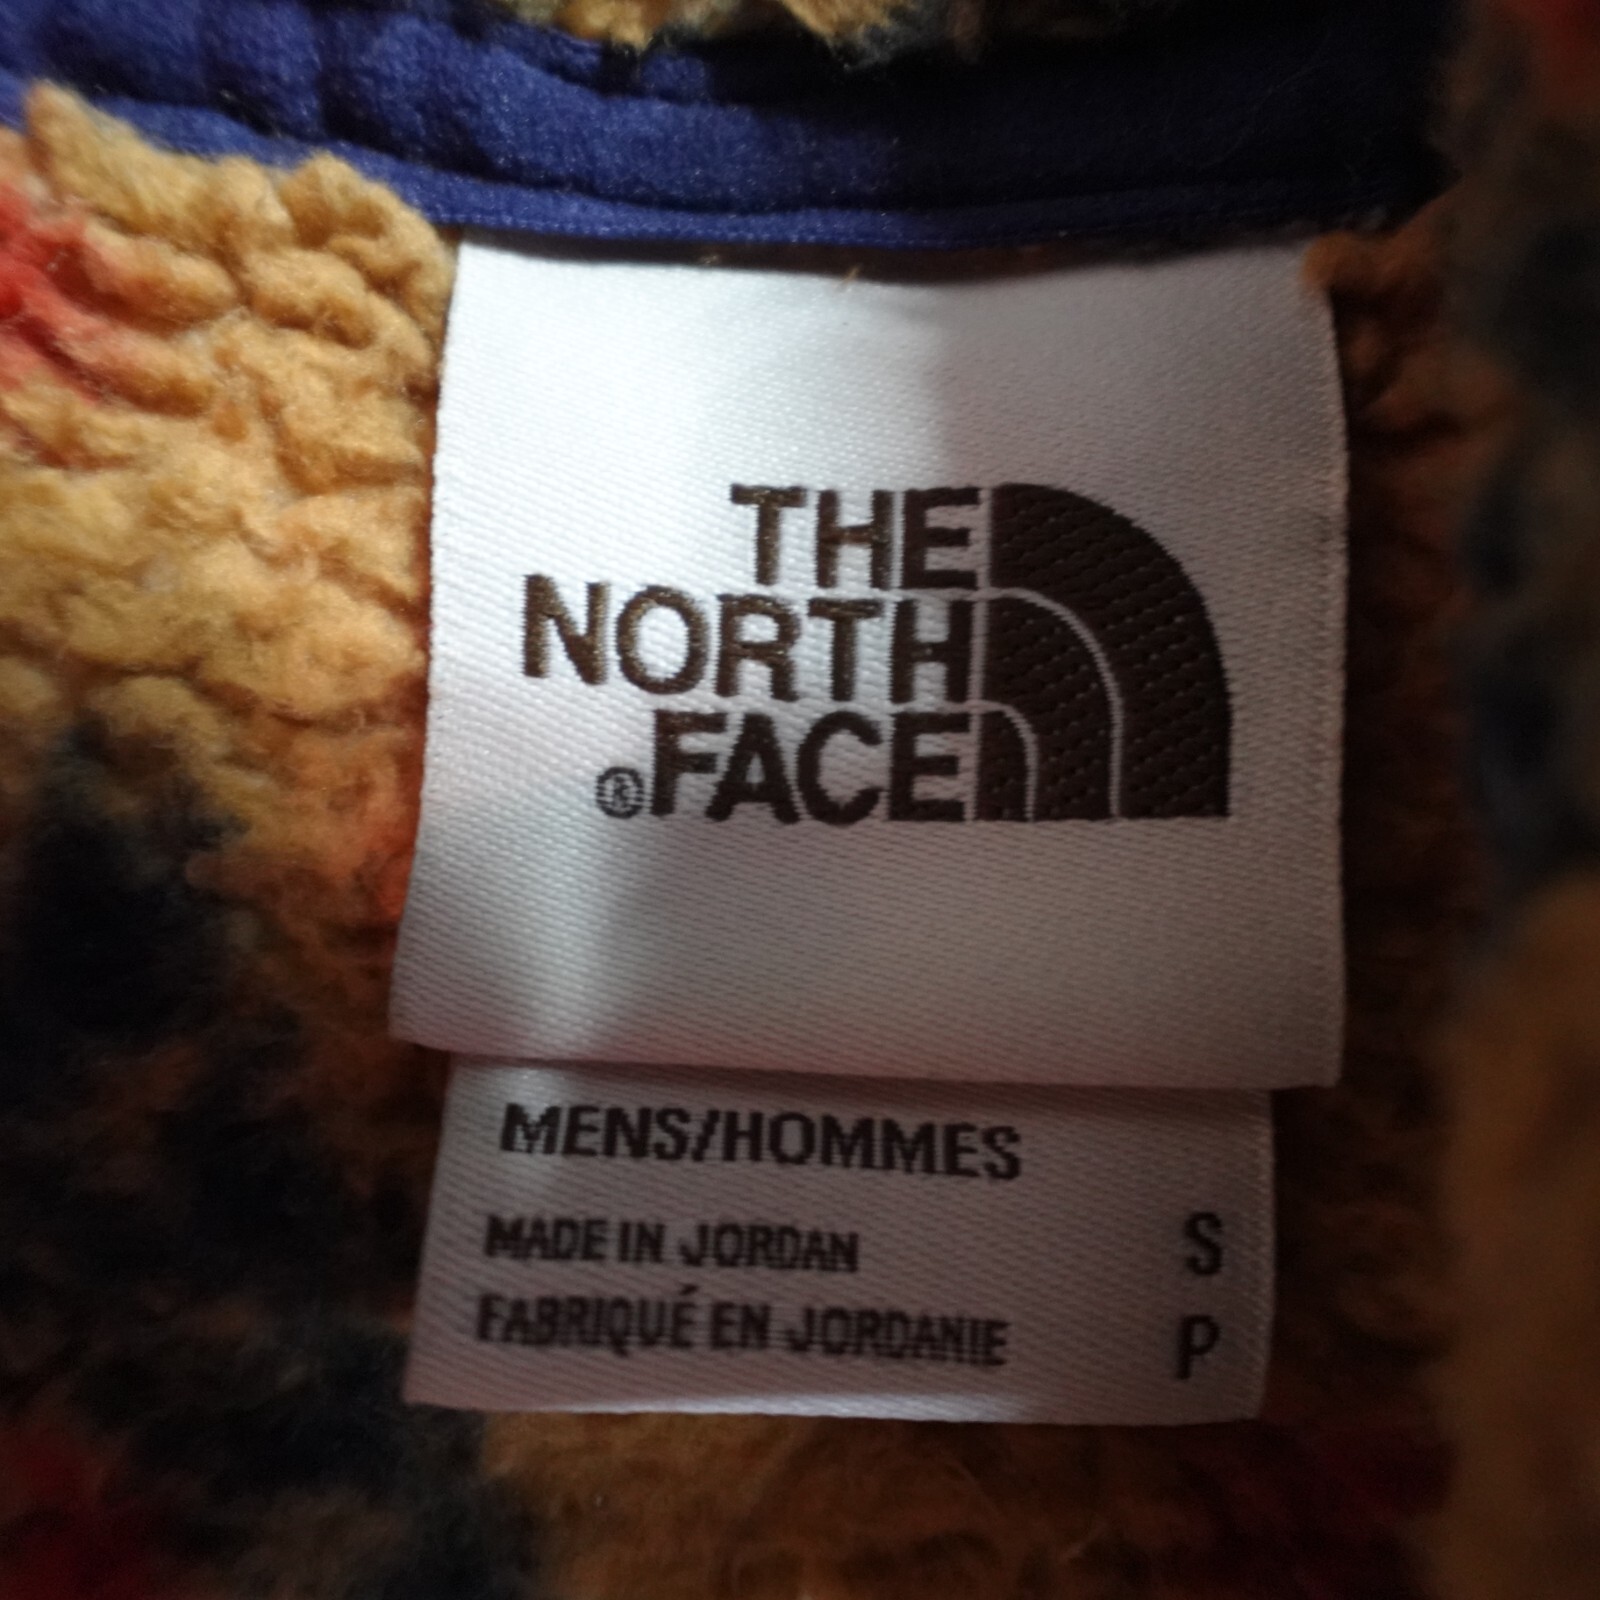 THE
NORTH
®FACE
MENS/HOMMES
MADE IN JORDAN S
FABRIQUÉ EN JORDANIE P